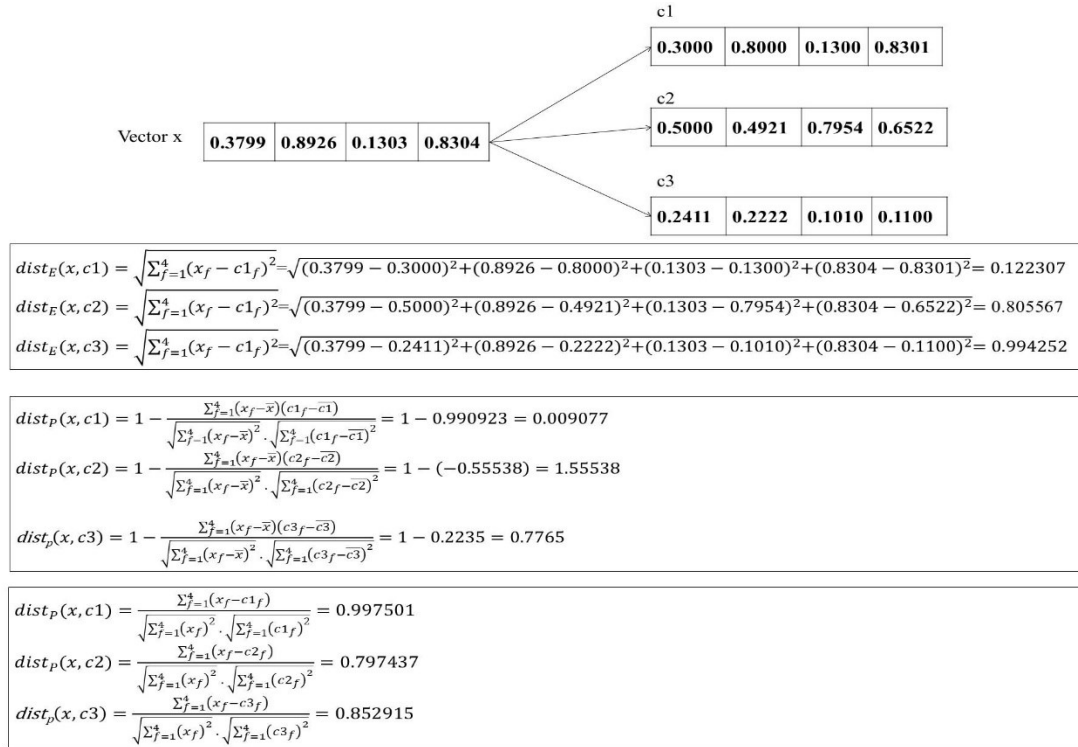 c1
0.3000 0.8000 0.1300 0.8301
c2
0.5000 0.4921 0.7954 0.6522
Vector x 0.3799 0.8926 0.1303 0.8304
c3
0.2411 0.2222 0.1010 0.1100
dist_E(x, c1) = √(∑_{f=1}^4 (x_f − c1_f)^2)=√((0.3799 − 0.3000)^2+(0.8926 − 0.8000)^2+(0.1303 − 0.1300)^2+(0.8304 − 0.8301)^2)= 0.122307
dist_E(x, c2) = √(∑_{f=1}^4 (x_f − c1_f)^2)=√((0.3799 − 0.5000)^2+(0.8926 − 0.4921)^2+(0.1303 − 0.7954)^2+(0.8304 − 0.6522)^2)= 0.805567
dist_E(x, c3) = √(∑_{f=1}^4 (x_f − c1_f)^2)=√((0.3799 − 0.2411)^2+(0.8926 − 0.2222)^2+(0.1303 − 0.1010)^2+(0.8304 − 0.1100)^2)= 0.994252
dist_P(x, c1) = 1 − (∑_{f=1}^4 (x_f−x̅)(c1_f−c̅1̅))/(√(∑_{f−1}^4 (x_f−x̅)^2) . √(∑_{f−1}^4 (c1_f−c̅1̅)^2)) = 1 − 0.990923 = 0.009077
dist_P(x, c2) = 1 − (∑_{f=1}^4 (x_f−x̅)(c2_f−c̅2̅))/(√(∑_{f=1}^4 (x_f−x̅)^2) . √(∑_{f=1}^4 (c2_f−c̅2̅)^2)) = 1 − (−0.55538) = 1.55538
dist_p(x, c3) = 1 − (∑_{f=1}^4 (x_f−x̅)(c3_f−c̅3̅))/(√(∑_{f=1}^4 (x_f−x̅)^2) . √(∑_{f=1}^4 (c3_f−c̅3̅)^2)) = 1 − 0.2235 = 0.7765
dist_P(x, c1) = (∑_{f=1}^4 (x_f−c1_f))/(√(∑_{f=1}^4 (x_f)^2) . √(∑_{f=1}^4 (c1_f)^2)) = 0.997501
dist_P(x, c2) = (∑_{f=1}^4 (x_f−c2_f))/(√(∑_{f=1}^4 (x_f)^2) . √(∑_{f=1}^4 (c2_f)^2)) = 0.797437
dist_p(x, c3) = (∑_{f=1}^4 (x_f−c3_f))/(√(∑_{f=1}^4 (x_f)^2) . √(∑_{f=1}^4 (c3_f)^2)) = 0.852915